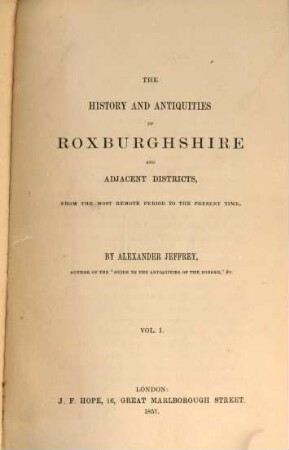 THE
HISTORY AND ANTIQUITIES
OF
ROXBURGHSHIRE
AND
ADJACENT DISTRICTS,
FROM THE MOST REMOTE PERIOD TO THE PRESENT TIME.
BY ALEXANDER JEFFREY,
AUTHOR OF THE "GUIDE TO THE ANTIQUITIES OF THE BORDER," &c.
VOL. I.
LONDON:
J. F. HOPE, 16, GREAT MARLBOROUGH STREET.
1857.